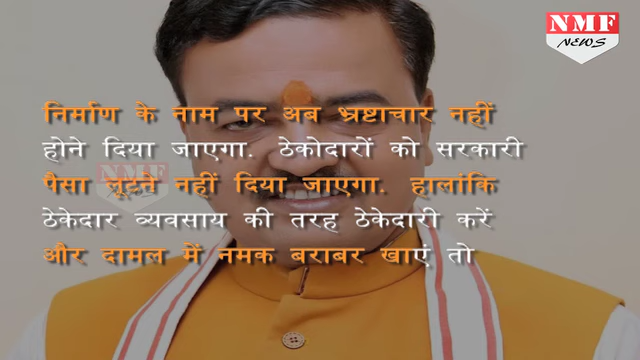 NMF
NEWS
निर्माण के नाम पर अब भ्रष्टाचार नहीं
होने दिया जाएगा. ठेकोदारों को सरकारी
पैसा लूटने नहीं दिया जाएगा. हालांकि
ठेकेदार व्यवसाय की तरह ठेकेदारी करें
और दामल में नमक बराबर खाएं तो
NMF